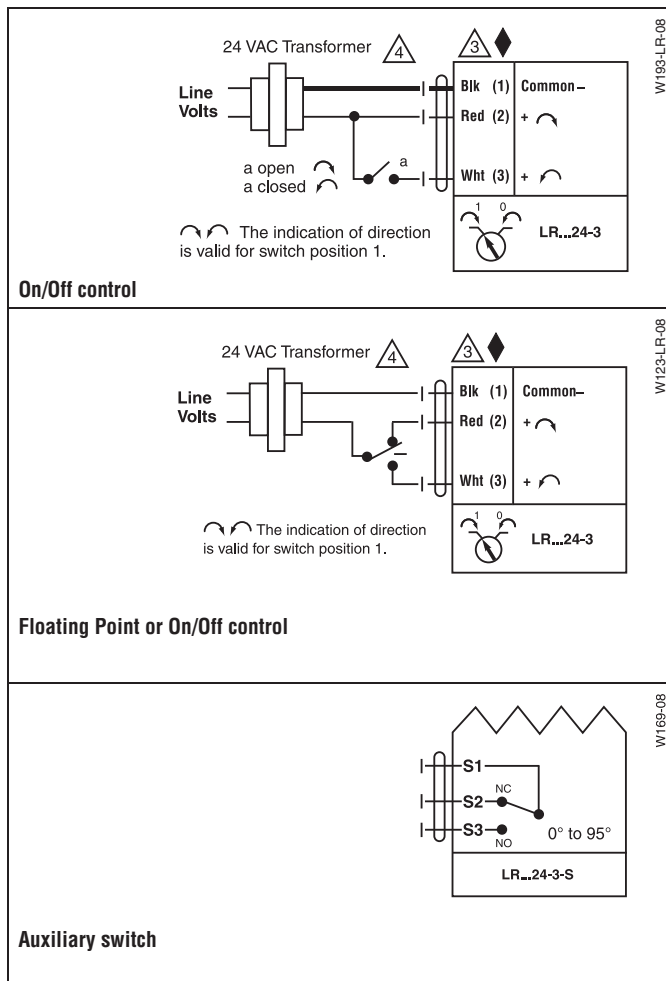 W193-LR-08
24 VAC Transformer
4
3
Line
Volts
Blk (1) Common –
Red (2) +
a
a open
a closed
Wht (3) +
The indication of direction
is valid for switch position 1.
1 0
LR...24-3
On/Off control
W123-LR-08
24 VAC Transformer
4
3
Line
Volts
Blk (1) Common–
Red (2) +
Wht (3) +
The indication of direction
is valid for switch position 1.
1 0
LR...24-3
Floating Point or On/Off control
W169-08
S1
S2
NC
S3
NO
0° to 95°
LR...24-3-S
Auxiliary switch